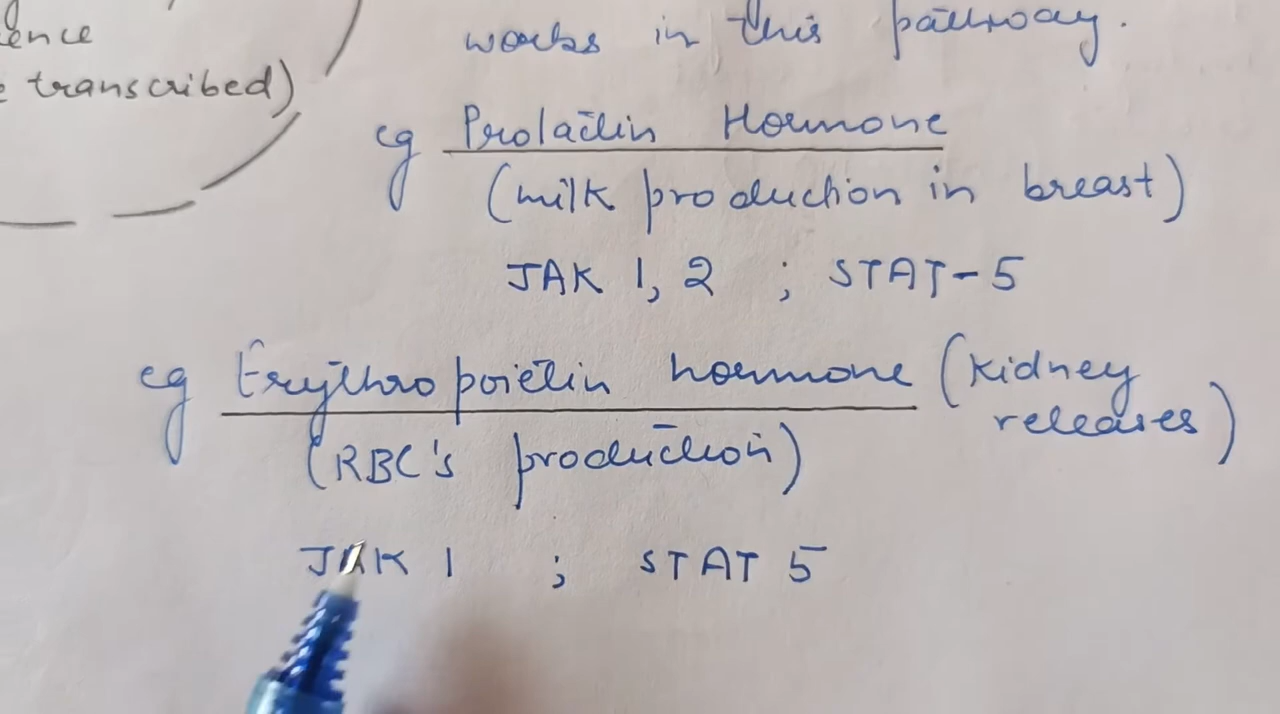 ence
transcribed)
works in this pathway.
eg Prolactin Hormone
(milk production in breast)
JAK 1, 2 ; STAT-5
eg Erythropoietin hormone (kidney
releases)
(RBC's production)
JAK 1 ; STAT 5